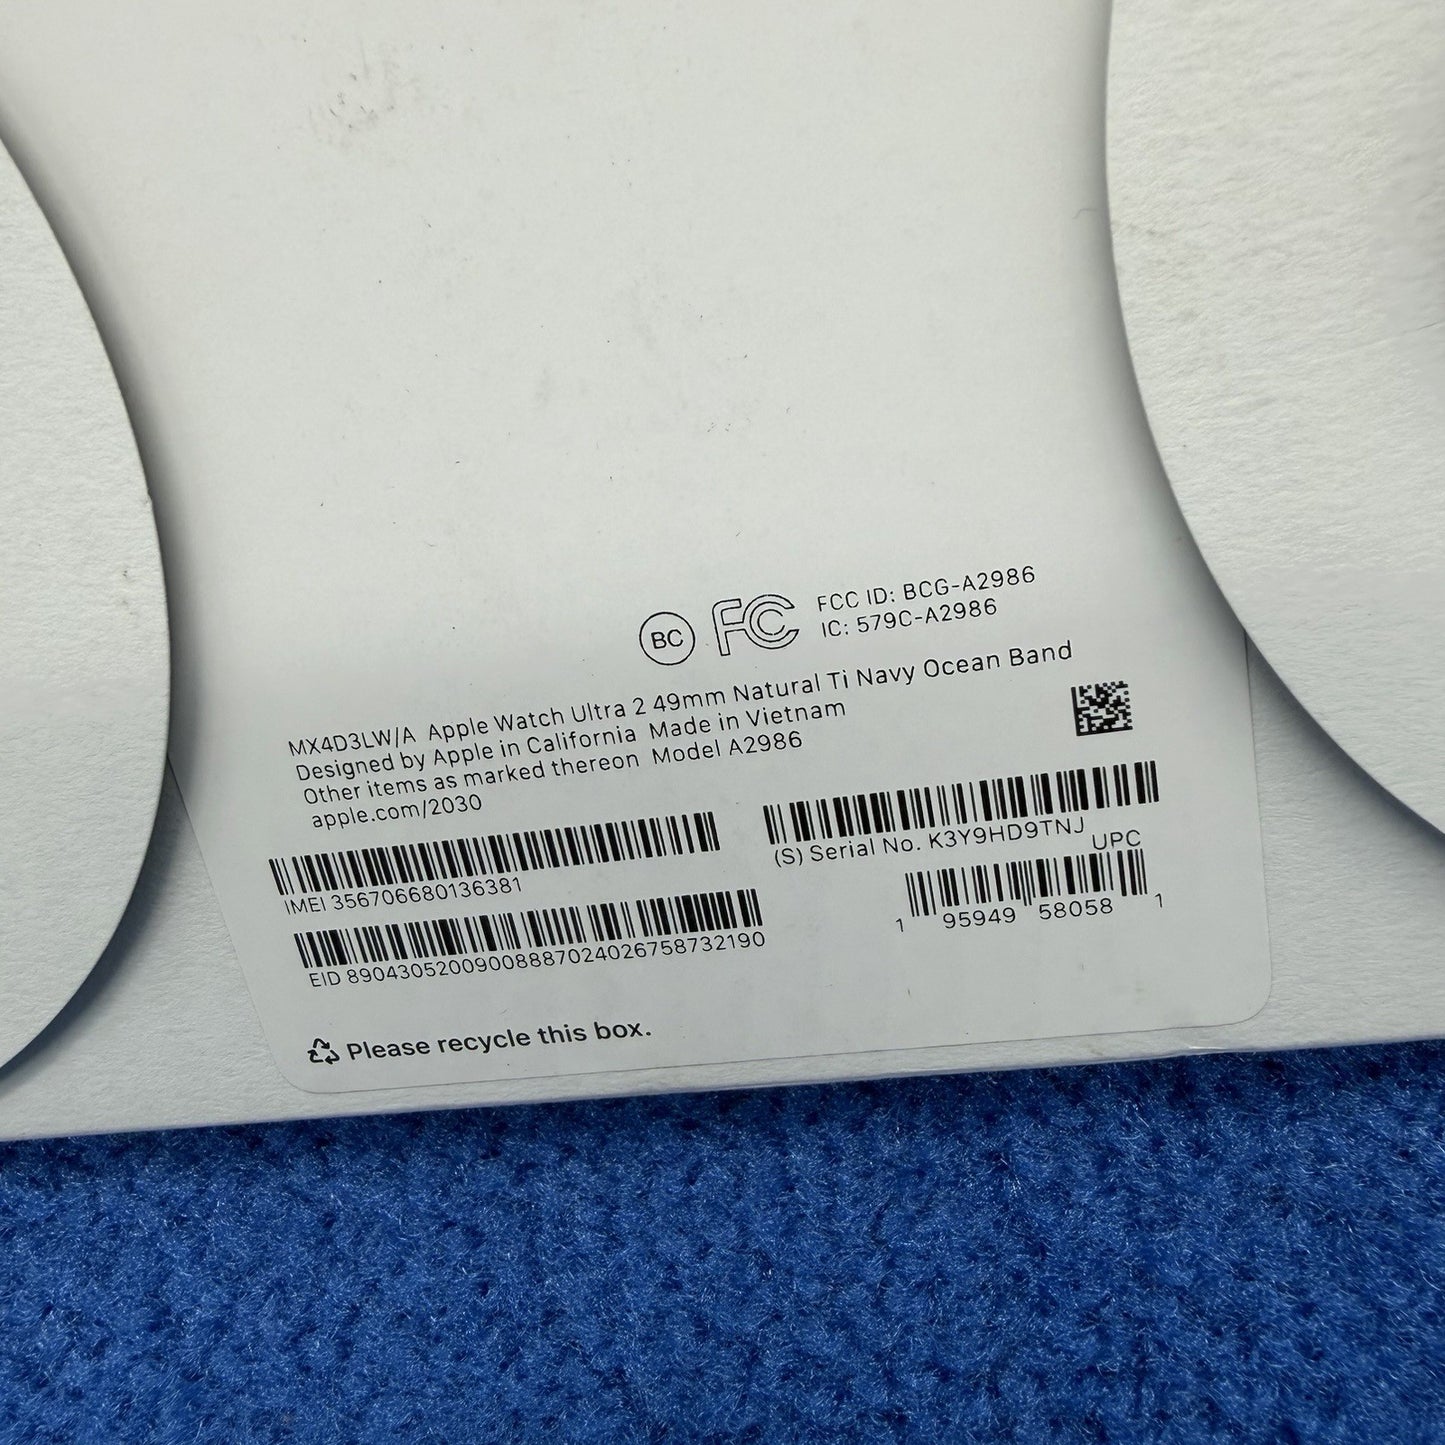 BC FC FCC ID: BCG-A2986
IC: 579C-A2986
MX4D3LW/A Apple Watch Ultra 2 49mm Natural Ti Navy Ocean Band
Designed by Apple in California Made in Vietnam
Other items as marked thereon Model A2986
apple.com/2030
IMEI 356706680136381
(S) Serial No. K3Y9HD9TNJ
UPC
1 95949 58058 1
EID 89043052009008887024026758732190
Please recycle this box.